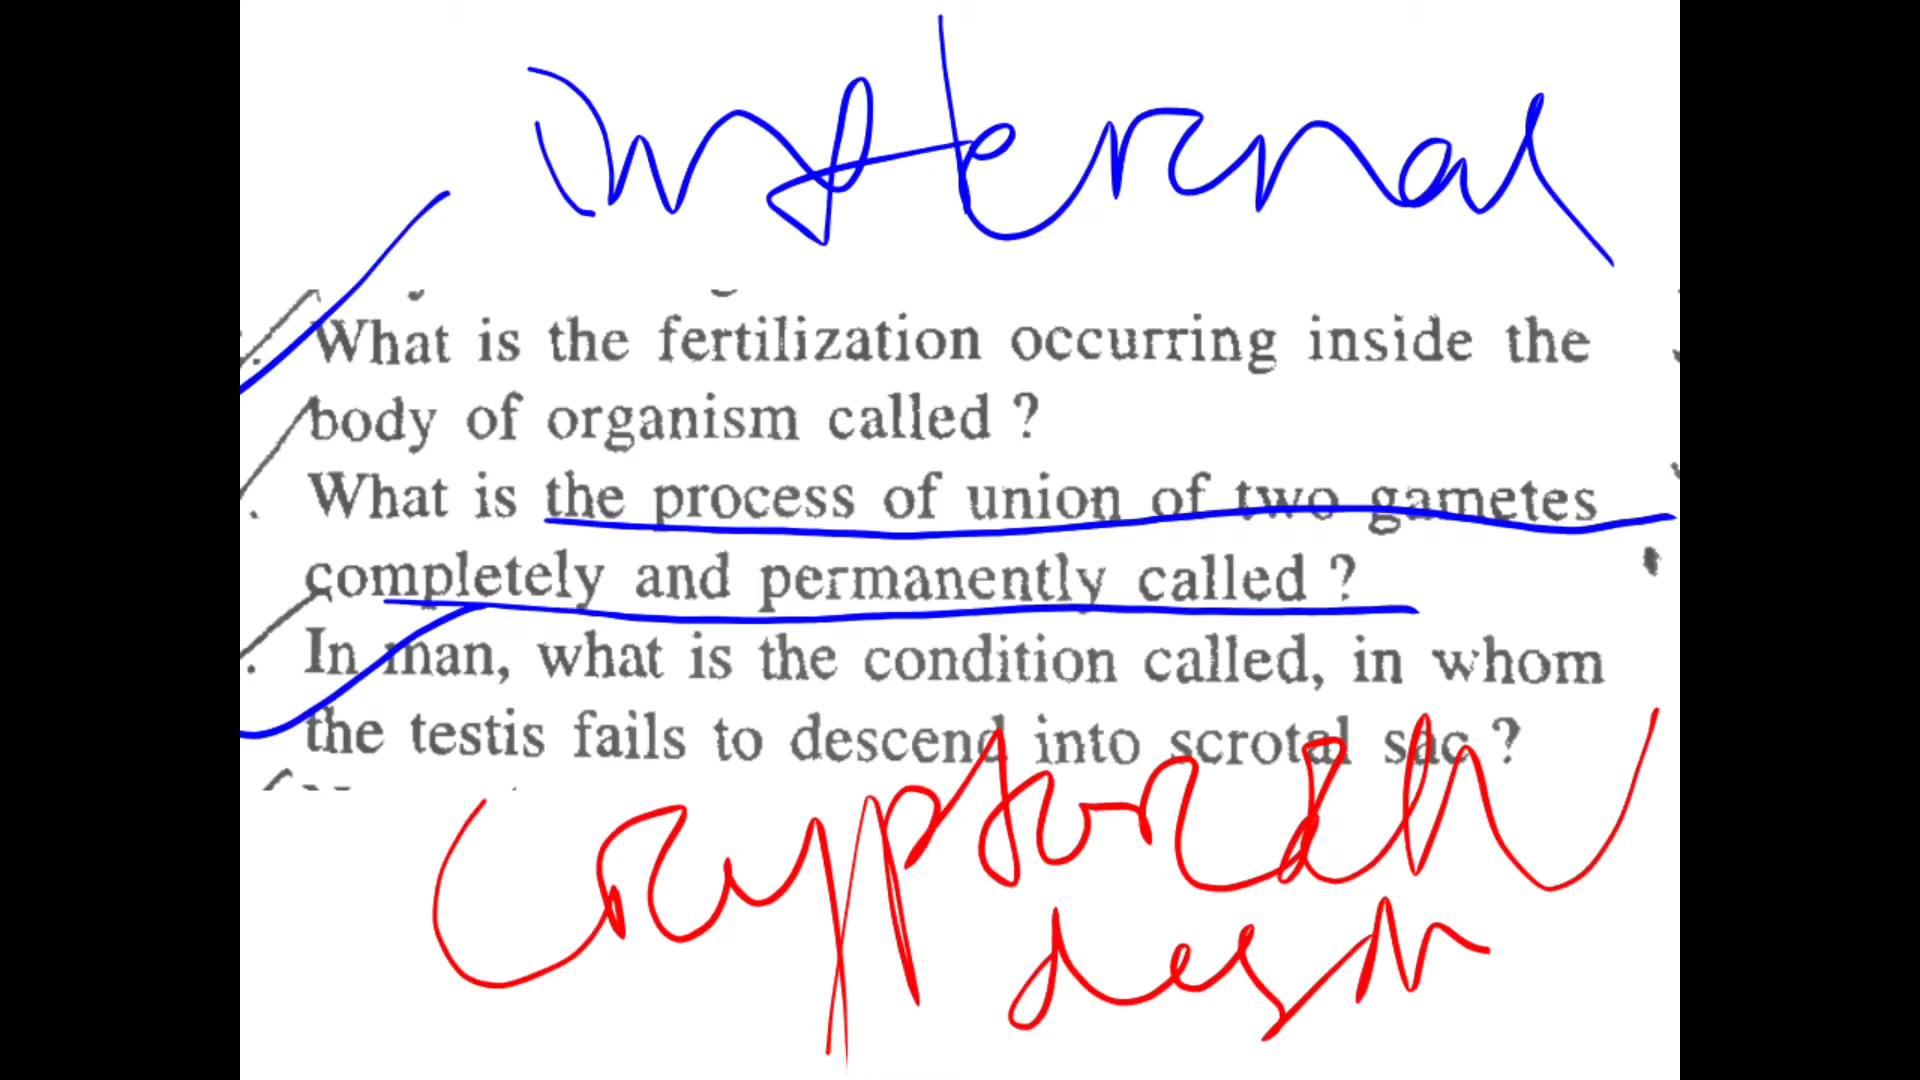 internal
What is the fertilization occurring inside the
body of organism called ?
What is the process of union of two gametes
completely and permanently called ?
In man, what is the condition called, in whom
the testis fails to descend into scrotal sac ?